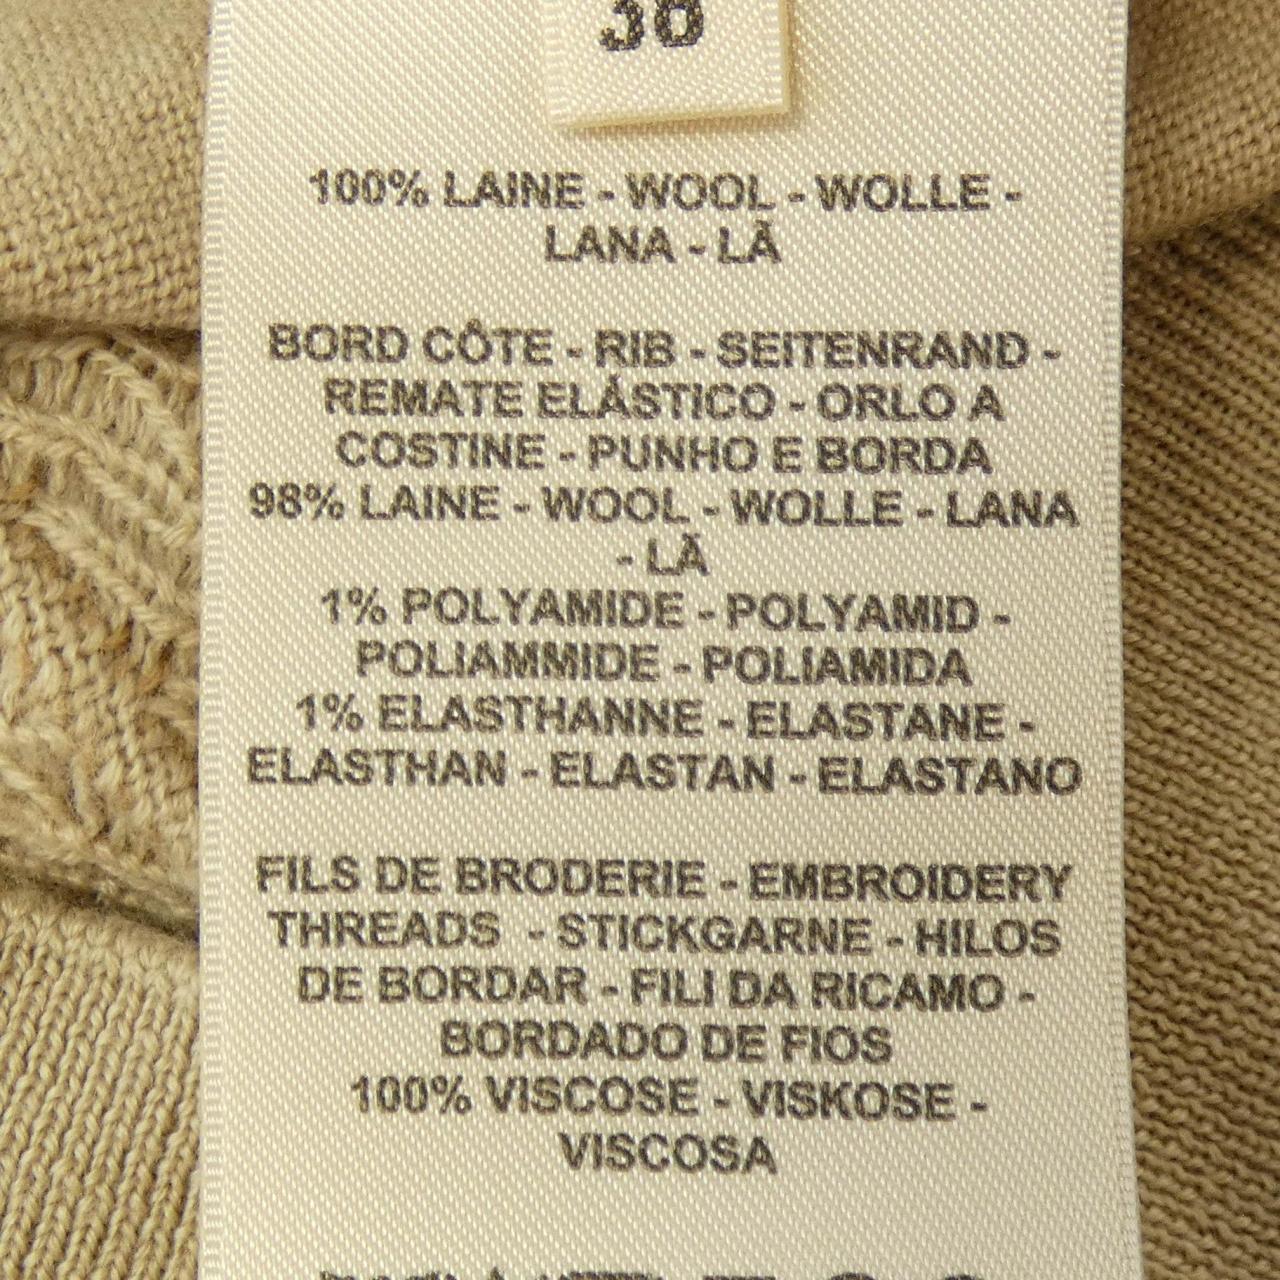 100% LAINE - WOOL - WOLLE -
LANA - LÃ
BORD CÔTE - RIB - SEITENRAND -
REMATE ELÁSTICO - ORLO A
COSTINE - PUNHO E BORDA
98% LAINE - WOOL - WOLLE - LANA
- LÃ
1% POLYAMIDE - POLYAMID -
POLIAMMIDE - POLIAMIDA
1% ELASTHANNE - ELASTANE -
ELASTHAN - ELASTAN - ELASTANO
FILS DE BRODERIE - EMBROIDERY
THREADS - STICKGARNE - HILOS
DE BORDAR - FILI DA RICAMO -
BORDADO DE FIOS
100% VISCOSE - VISKOSE -
VISCOSA